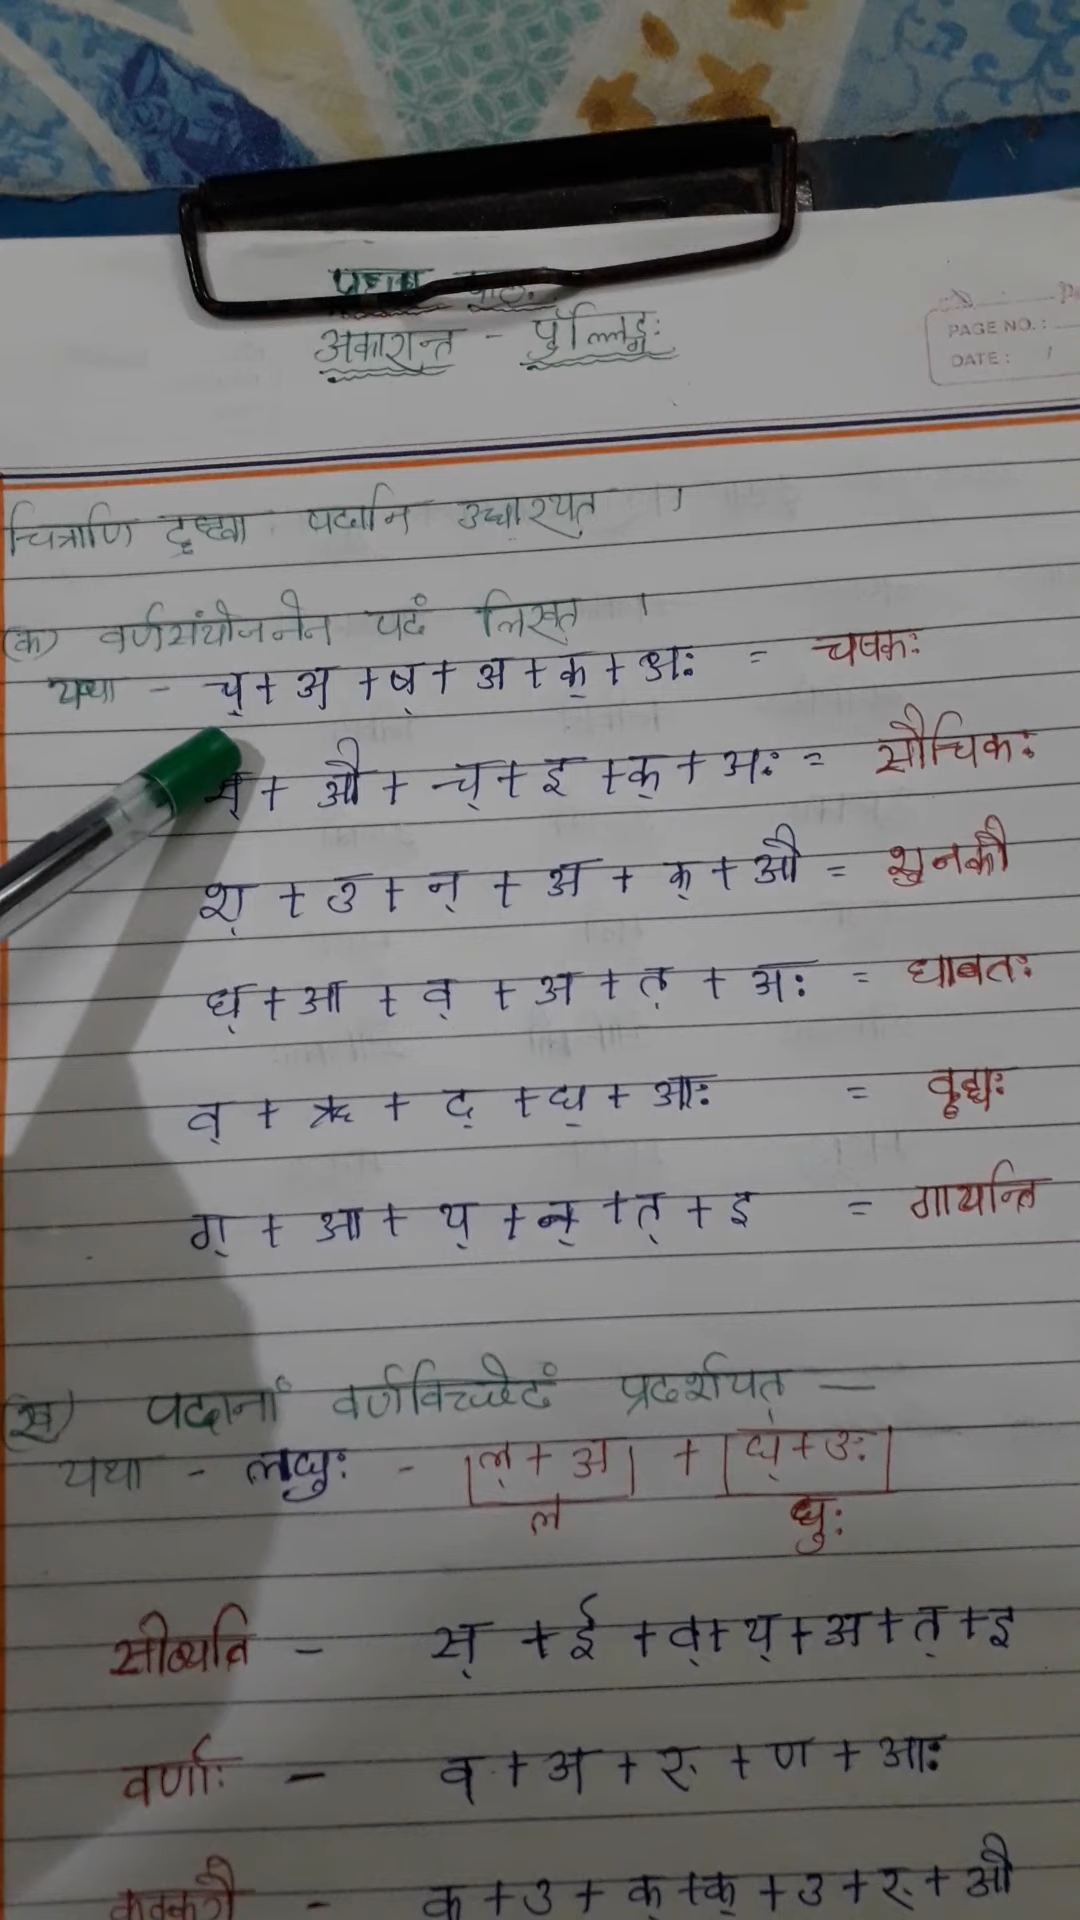 प्रथमः पाठः
अकारान्त - पुँल्लिङ्गः
PAGE NO. :
DATE : /
चित्राणि दृष्ट्वा पदानि उच्चारयत ।
(क) वर्णसंयोजनेन पदं लिखत ।
यथा - च् + अ + ष् + अ + क् + अः = चषकः
स् + औ + च् + इ + क् + अः = सौचिकः
श् + उ + न् + अ + क् + औ = शुनकौ
ध् + आ + व् + अ + त् + अः = धावतः
व् + ऋ + द् + ध् + आः = वृद्धः
ग् + आ + य् + न् + त् + इ = गायन्ति
(ख) पदानां वर्णविच्छेदं प्रदर्शयत् —
यथा - लघुः - ल् + अ + घ् + उः
ल घुः
सीव्यति - स् + ई + व् + य् + अ + त् + इ
वर्णाः - व + अ + र् + ण + आः
कुक्कुरौ - क + उ + क् + क् + उ + र् + औ